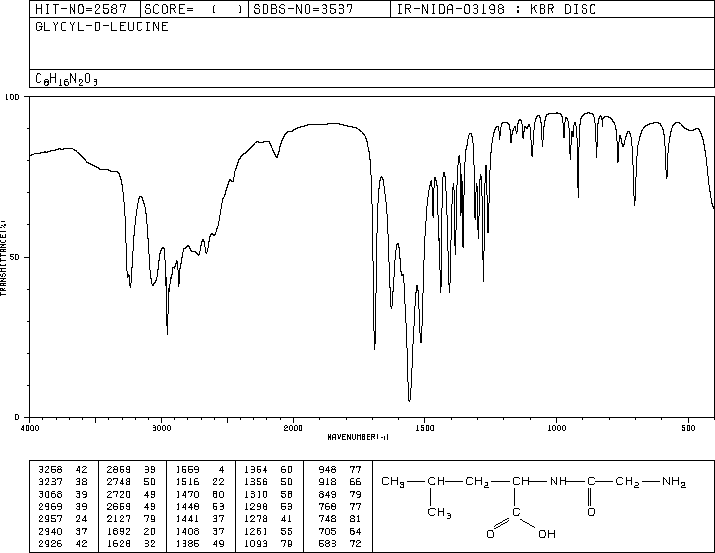 HIT-NO=2587 SCORE= ( ) SDBS-NO=3537 IR-NIDA-03198 : KBR DISC
GLYCYL-D-LEUCINE
C8H16N2O3
100
50
0
TRANSMITTANCE(%)
4000 3000 2000 1500 1000 500
WAVENUMBER(-1)
3258 42 2869 39 1559 4 1364 60 948 77
3237 38 2748 50 1516 22 1356 50 918 66
3068 39 2720 49 1470 60 1310 58 849 79
2969 39 2659 49 1448 53 1298 53 768 77
2957 24 2127 79 1441 37 1278 41 748 81
2940 37 1692 20 1408 37 1261 55 705 64
2926 42 1628 32 1385 49 1093 79 583 72
CH3 CH CH2 CH NH C CH2 NH2
CH3 C O
O OH